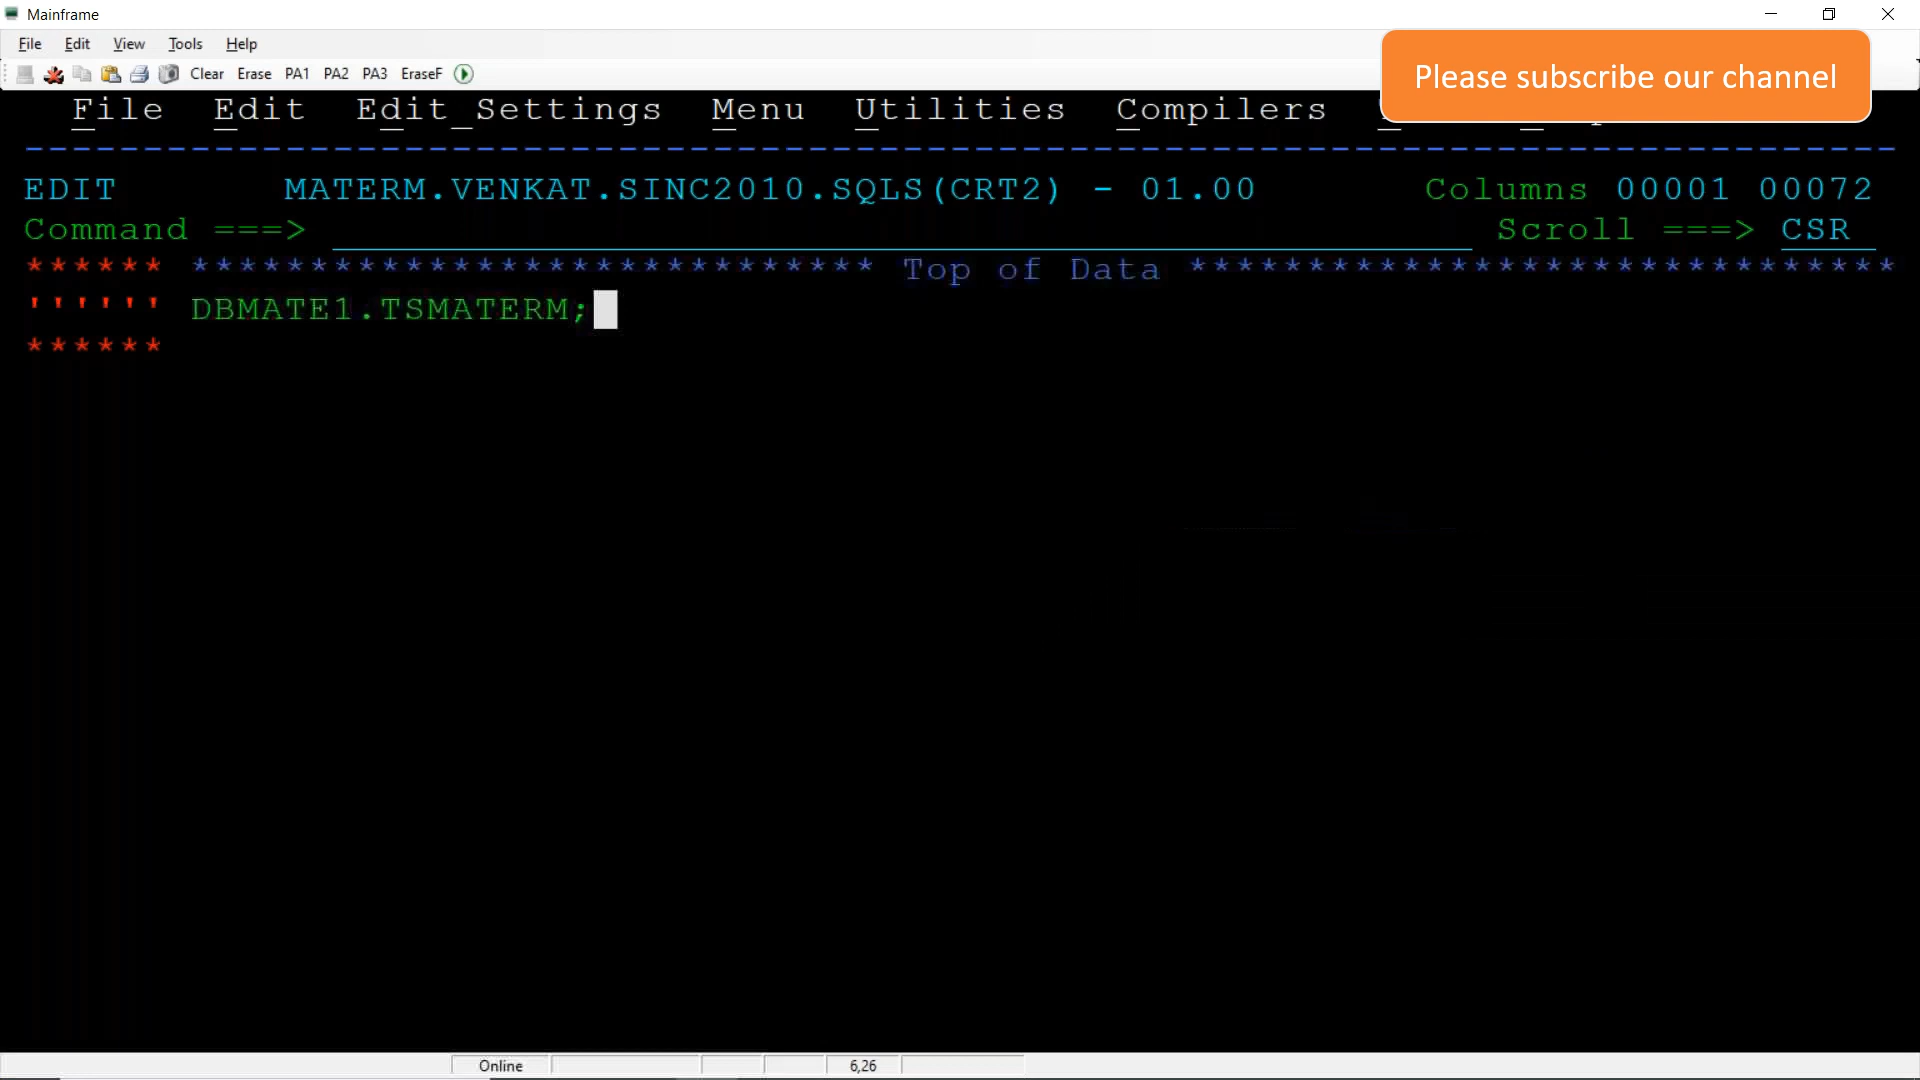 Mainframe
File Edit View Tools Help
Clear Erase PA1 PA2 PA3 EraseF
Please subscribe our channel
File Edit Edit_Settings Menu Utilities Compilers
--------------------------------------------------------------------------------
EDIT MATERM.VENKAT.SINC2010.SQLS(CRT2) - 01.00 Columns 00001 00072
Command ===> Scroll ===> CSR
****** ***************************** Top of Data ******************************
'''''' DBMATE1.TSMATERM;
******
Online 6,26